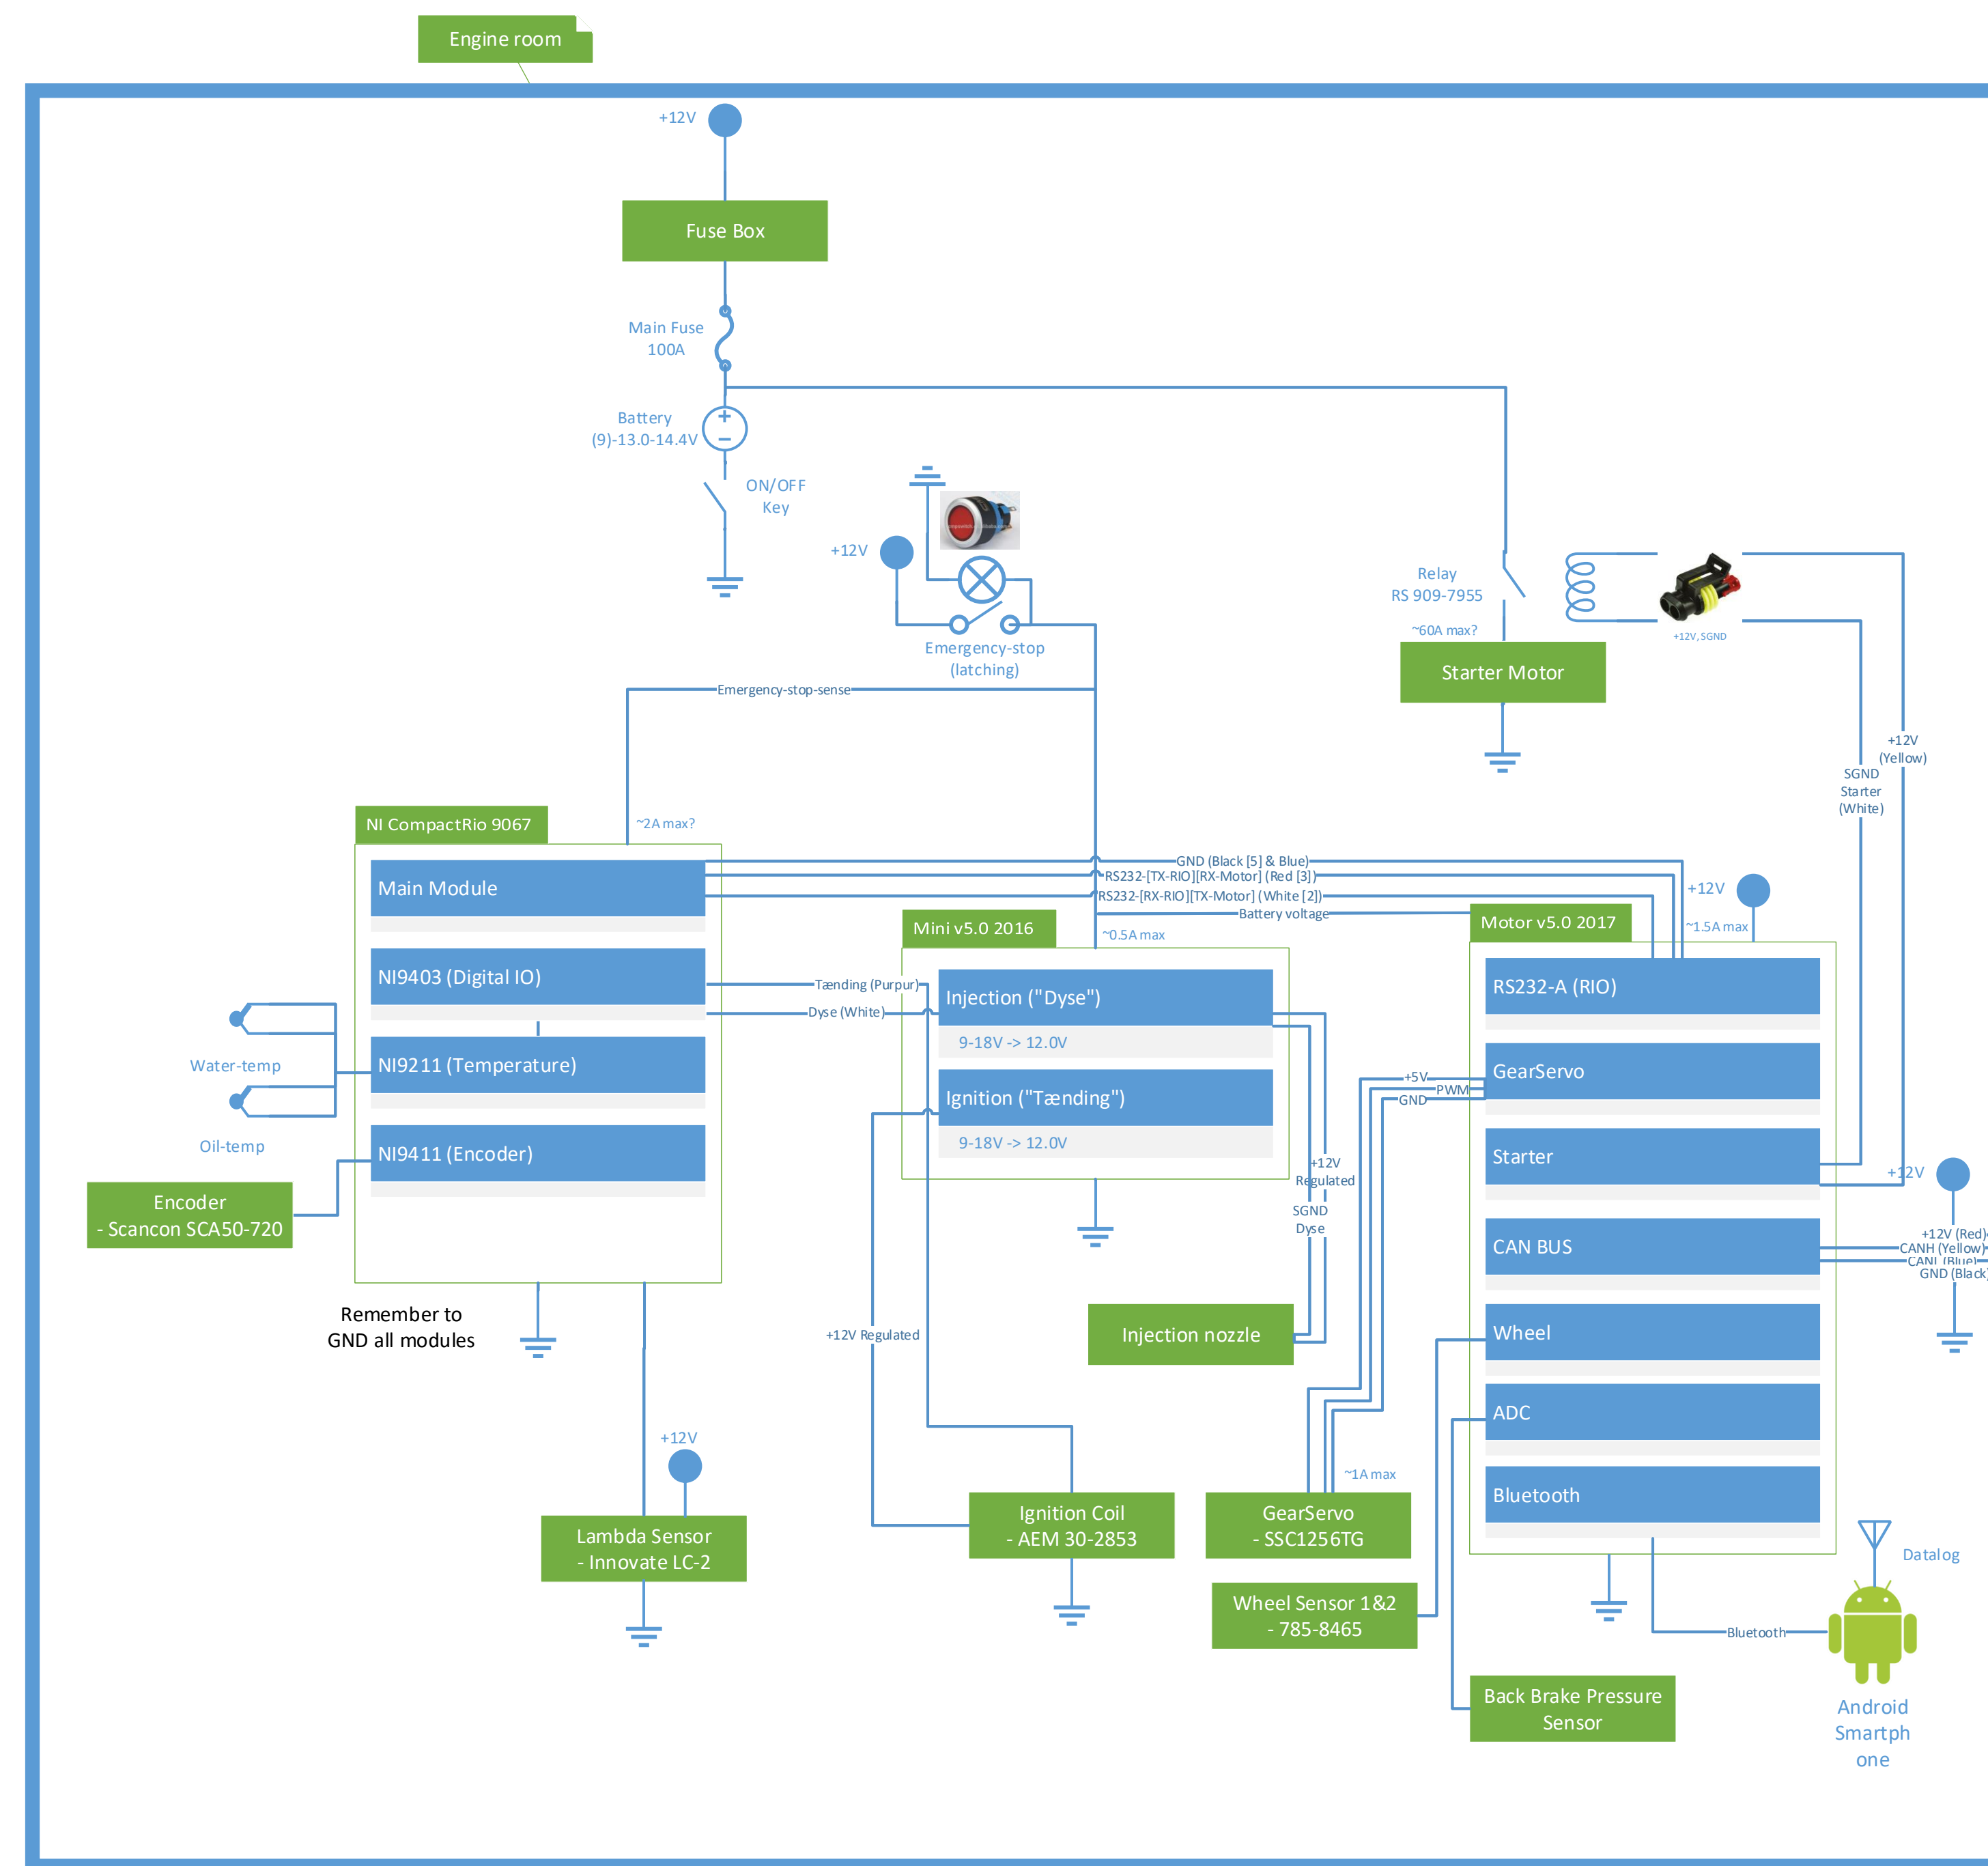 Engine room
+12V
Fuse Box
Main Fuse
100A
Battery
(9)-13.0-14.4V
ON/OFF
Key
+12V
Emergency-stop
(latching)
Relay
RS 909-7955
~60A max?
+12V, SGND
Starter Motor
Emergency-stop-sense
+12V
(Yellow)
SGND
Starter
(White)
NI CompactRio 9067
~2A max?
Main Module
NI9403 (Digital IO)
NI9211 (Temperature)
NI9411 (Encoder)
GND (Black [5] & Blue)
RS232-[TX-RIO][RX-Motor] (Red [3])
RS232-[RX-RIO][TX-Motor] (White [2])
Battery voltage
+12V
~1.5A max
Mini v5.0 2016
~0.5A max
Motor v5.0 2017
Tænding (Purpur)
Dyse (White)
Injection ("Dyse")
9-18V -> 12.0V
Ignition ("Tænding")
9-18V -> 12.0V
RS232-A (RIO)
GearServo
Starter
CAN BUS
Wheel
ADC
Bluetooth
+5V
PWM
GND
Water-temp
Oil-temp
Encoder
- Scancon SCA50-720
+12V
Regulated
SGND
Dyse
+12V
+12V (Red)
CANH (Yellow)
CANL (Blue)
GND (Black)
Remember to
GND all modules
+12V Regulated
Injection nozzle
+12V
Lambda Sensor
- Innovate LC-2
Ignition Coil
- AEM 30-2853
~1A max
GearServo
- SSC1256TG
Wheel Sensor 1&2
- 785-8465
Back Brake Pressure
Sensor
Bluetooth
Datalog
Android
Smartph
one